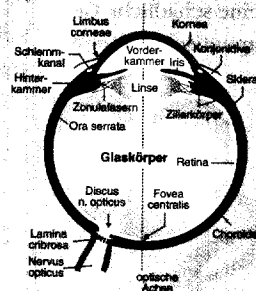 Limbus
corneae
Kornea
Schlemm-
kanal
Vorder-
kammer
Iris
Konjunktiva
Hinter-
kammer
Linse
Sklera
Zonulafasern
Ziliarkörper
Ora serrata
Glaskörper
Retina
Discus
n. opticus
Fovea
centralis
Lamina
cribrosa
Choroidea
Nervus
opticus
optische
Achse